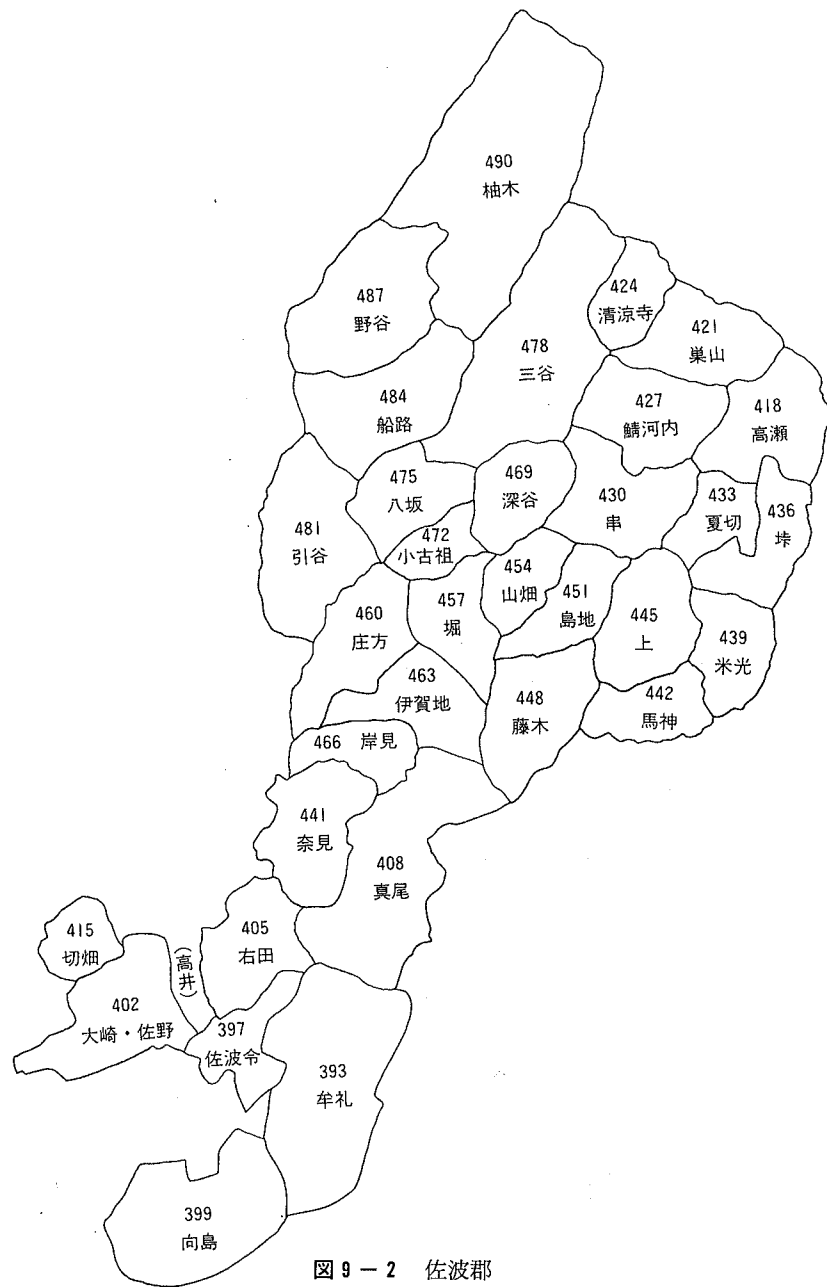 490
柚木
424
清涼寺
487
野谷
421
巣山
478
三谷
484
船路
427
鯖河内
418
高瀬
475
八坂
469
深谷
430
串
433
夏切
436
垰
481
引谷
472
小古祖
454
山畑
451
島地
457
堀
460
庄方
445
上
439
米光
463
伊賀地
448
藤木
442
馬神
466 岸見
441
奈見
408
真尾
415
切畑
(高井)
405
右田
402
大崎・佐野
397
佐波令
393
牟礼
399
向島
図9-2 佐波郡